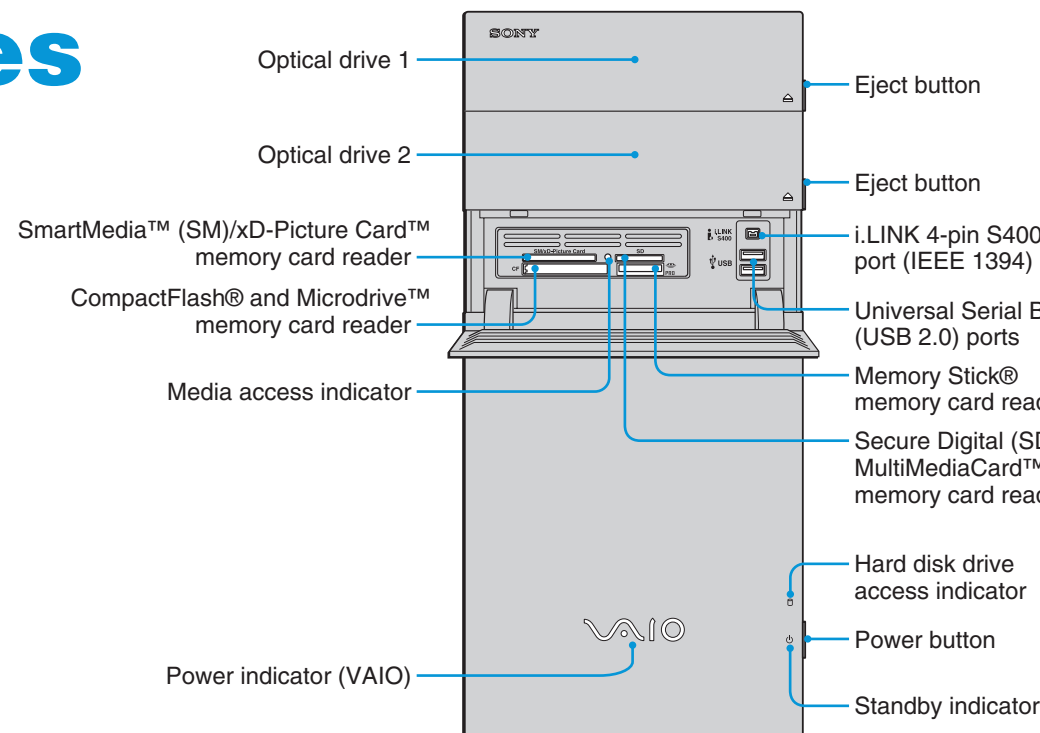 es
SONY
Optical drive 1
Eject button
Optical drive 2
Eject button
SmartMedia™ (SM)/xD-Picture Card™
memory card reader
CompactFlash® and Microdrive™
memory card reader
Media access indicator
Power indicator (VAIO)
SM/xD-Picture Card
SD
CF
PRO
i.LINK
S400
USB
i.LINK 4-pin S400
port (IEEE 1394)
Universal Serial B
(USB 2.0) ports
Memory Stick®
memory card read
Secure Digital (SD
MultiMediaCard™
memory card read
Hard disk drive
access indicator
VAIO
Power button
Standby indicator